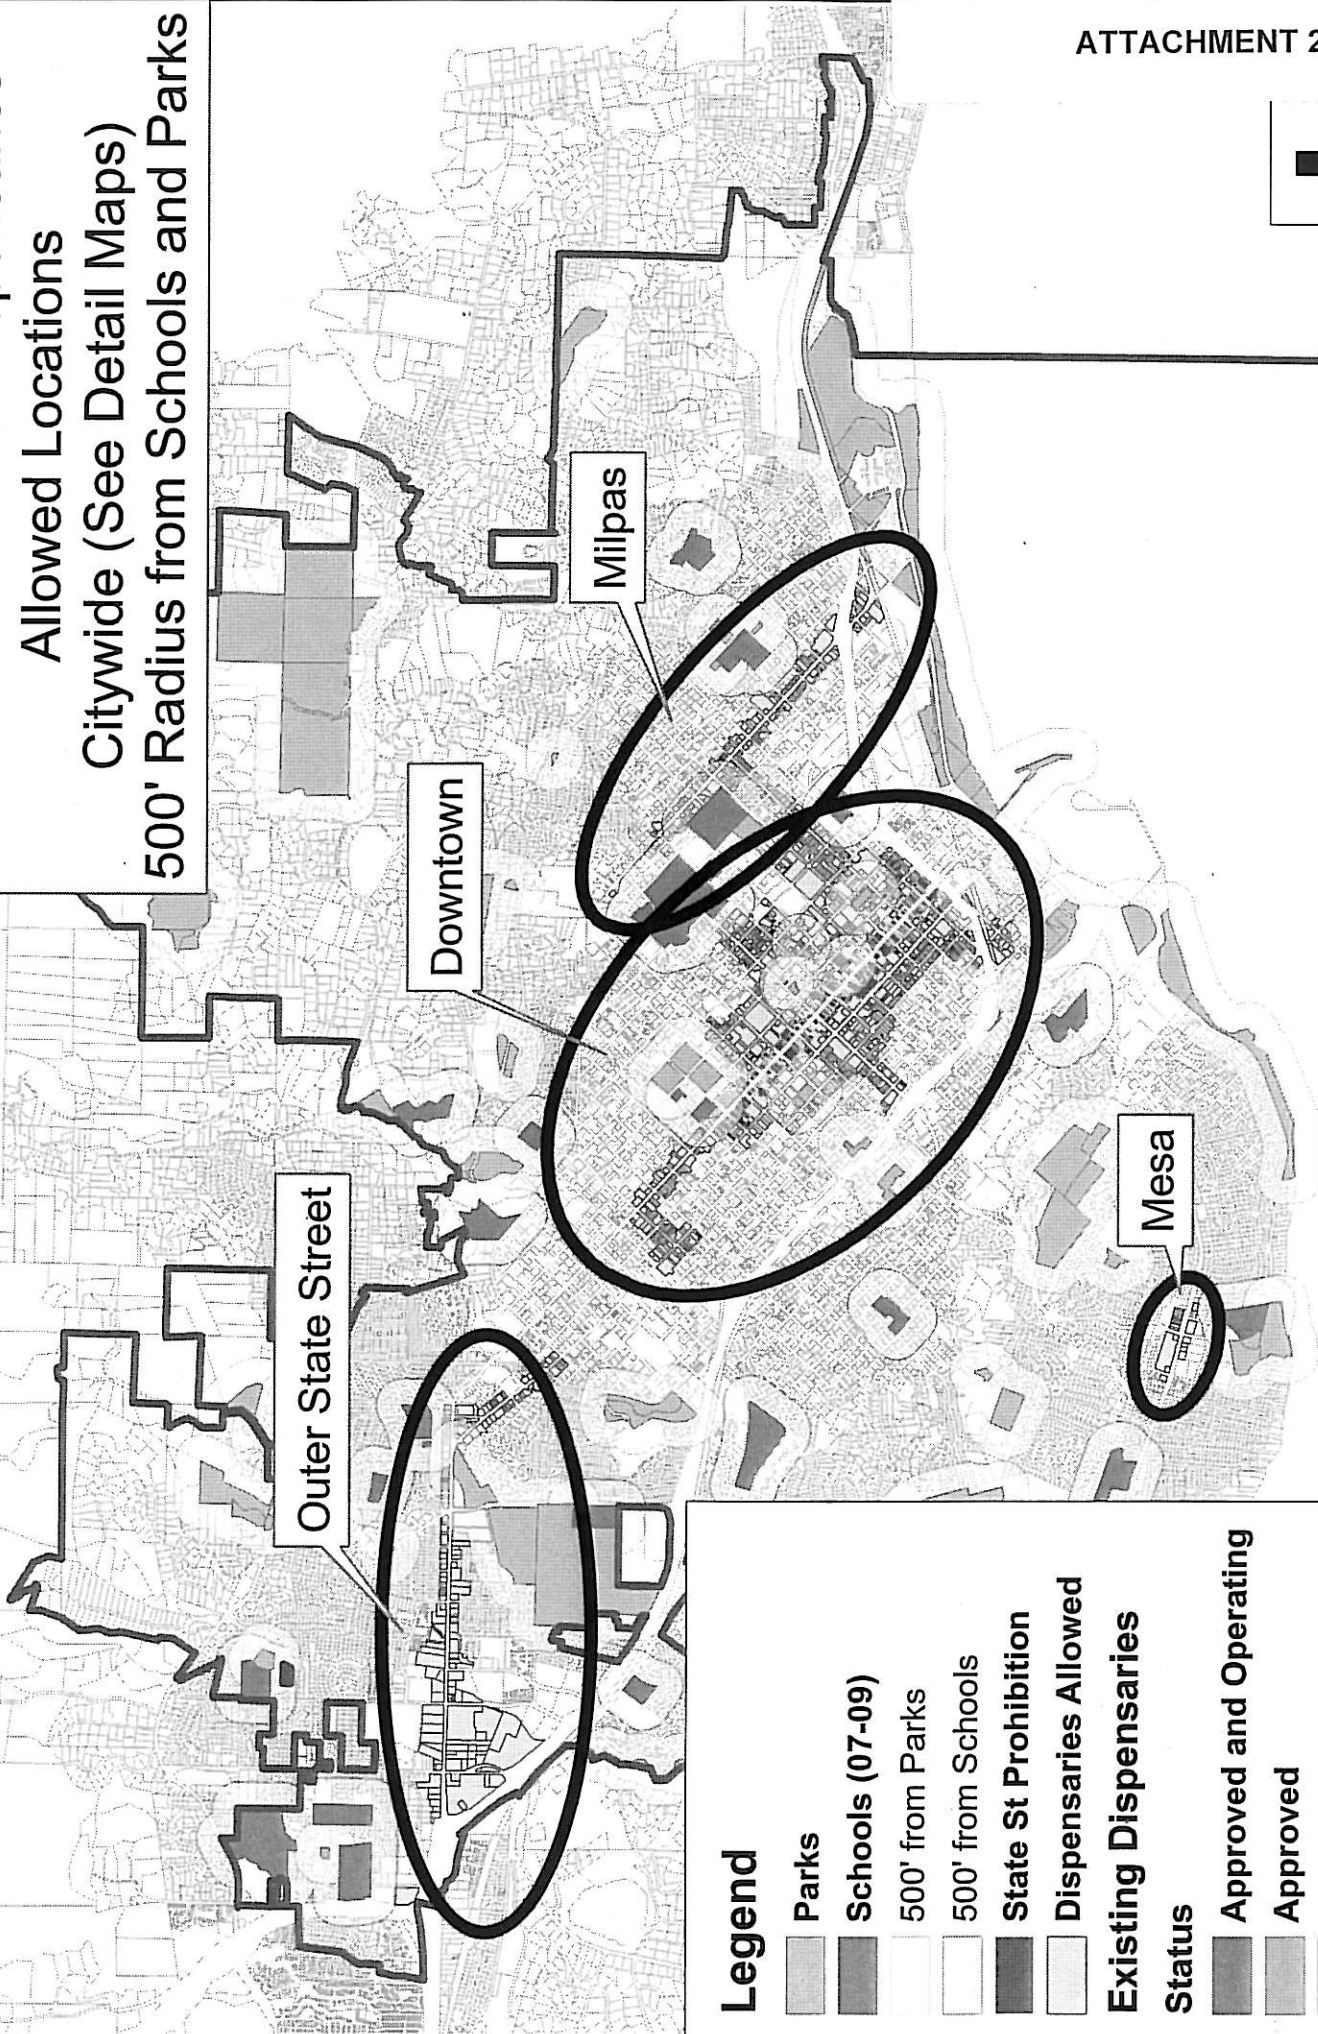 ATTACHMENT 2
Allowed Locations
Citywide (See Detail Maps)
500' Radius from Schools and Parks
Milpas
Downtown
Outer State Street
Mesa
Legend
Parks
Schools (07-09)
500' from Parks
500' from Schools
State St Prohibition
Dispensaries Allowed
Existing Dispensaries
Status
Approved and Operating
Approved